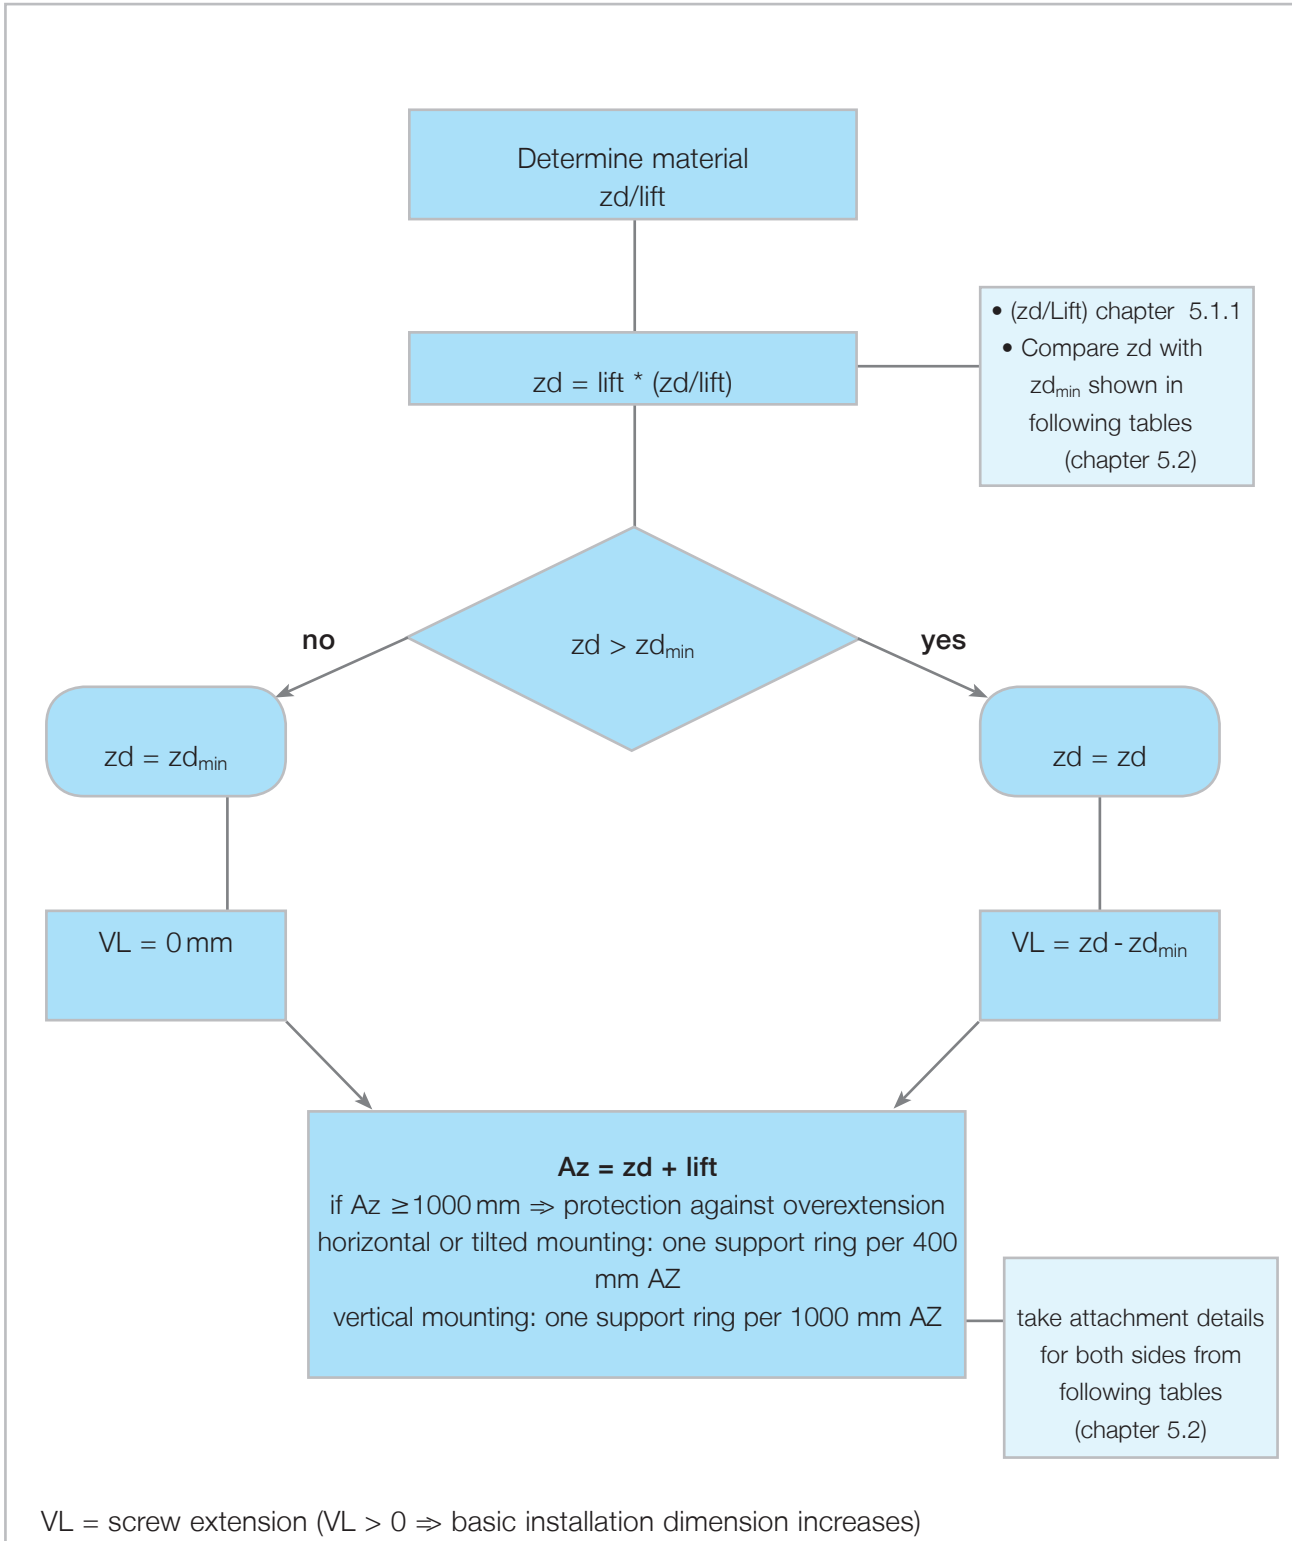 Determine material
zd/lift
• (zd/Lift) chapter 5.1.1
• Compare zd with
zdmin shown in
following tables
(chapter 5.2)
zd = lift * (zd/lift)
no
zd > zdmin
yes
zd = zdmin
zd = zd
VL = 0 mm
VL = zd - zdmin
Az = zd + lift
if Az ≥1000 mm ⇒ protection against overextension
horizontal or tilted mounting: one support ring per 400
mm AZ
vertical mounting: one support ring per 1000 mm AZ
take attachment details
for both sides from
following tables
(chapter 5.2)
VL = screw extension (VL > 0 ⇒ basic installation dimension increases)